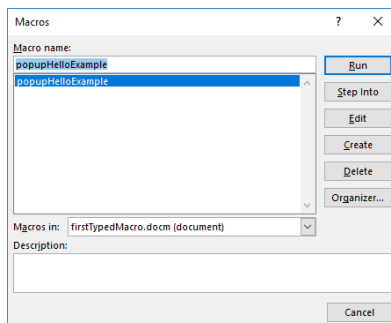 Macros
?
Macro name:
popupHelloExample
Run
popupHelloExample
Step Into
Edit
Create
Delete
Organizer...
Macros in: firstTypedMacro.docm (document)
Description:
Cancel